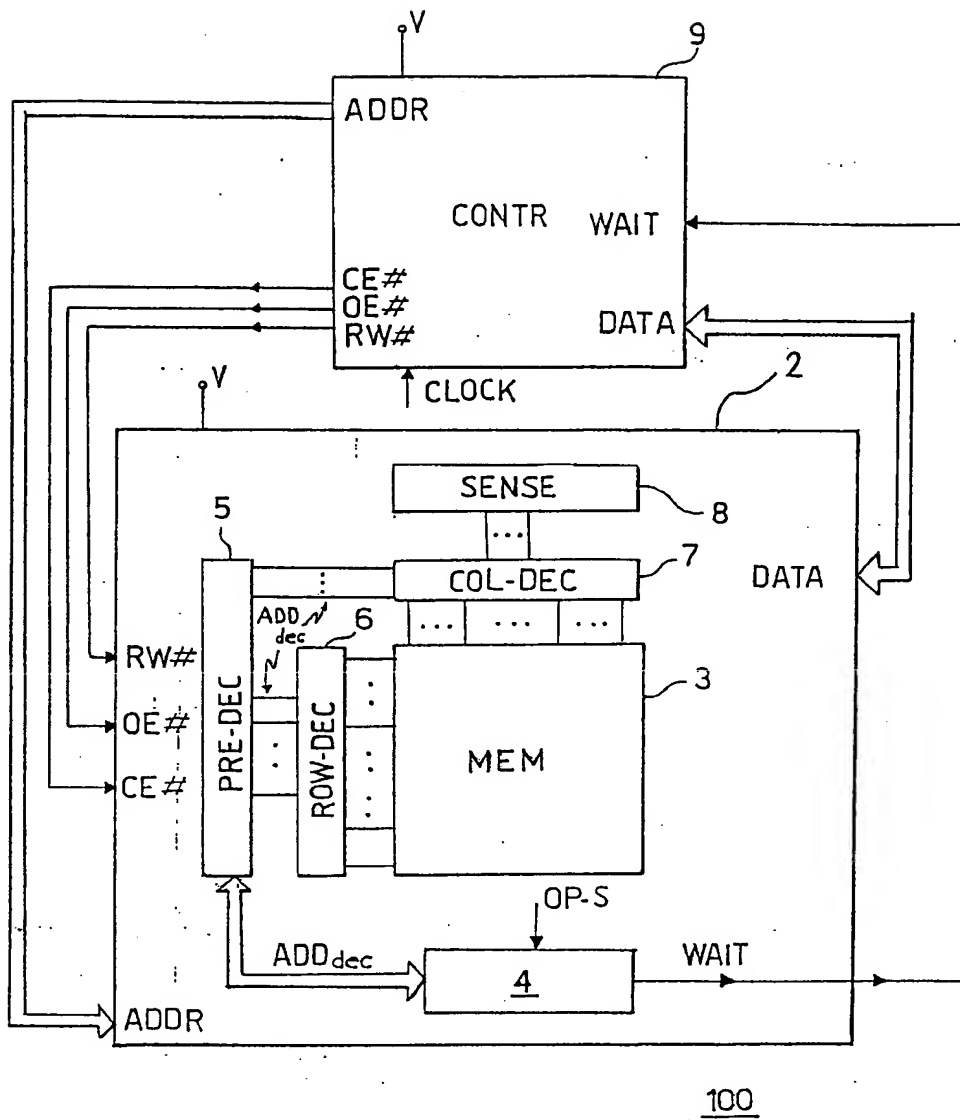 V
9
ADDR
CONTR
WAIT
CE#
OE#
RW#
DATA
CLOCK
V
2
SENSE
8
5
...
COL-DEC
7
DATA
ADD dec
6
...
...
...
RW#
OE#
CE#
PRE-DEC
ROW-DEC
MEM
3
OP-S
ADDdec
4
WAIT
ADDR
100